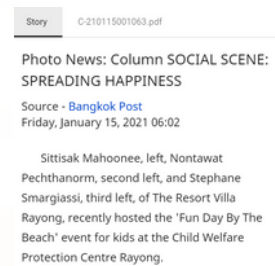 Story C-210115001063.pdf
Photo News: Column SOCIAL SCENE:
SPREADING HAPPINESS
Source - Bangkok Post
Friday, January 15, 2021 06:02
Sittisak Mahoonee, left, Nontawat
Pechthanorm, second left, and Stephane
Smargiassi, third left, of The Resort Villa
Rayong, recently hosted the 'Fun Day By The
Beach' event for kids at the Child Welfare
Protection Centre Rayong.